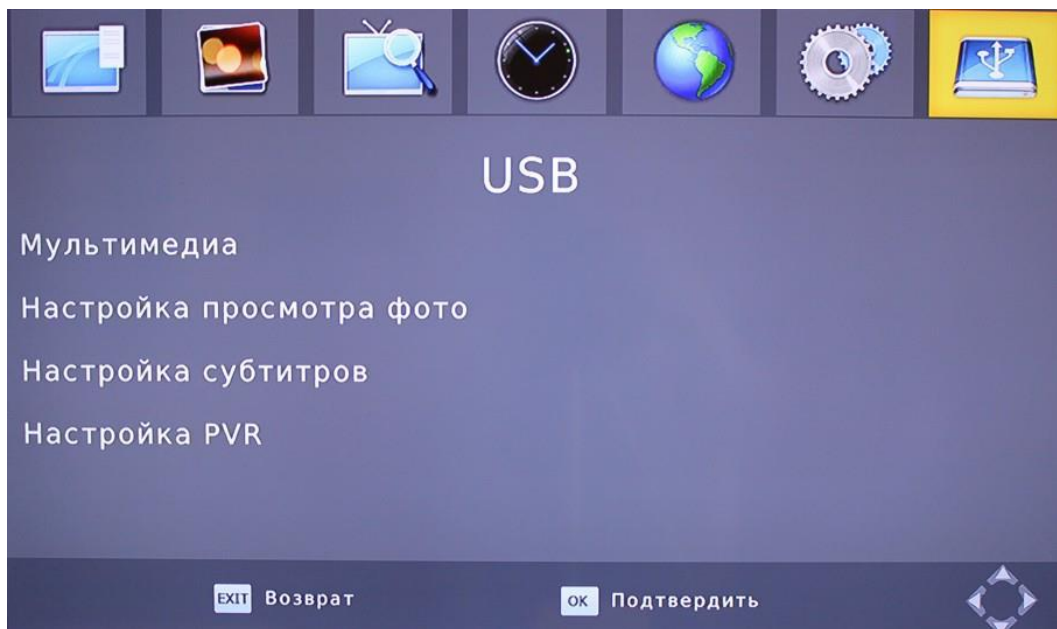 USB
Мультимедиа
Настройка просмотра фото
Настройка субтитров
Настройка PVR
EXIT Возврат OK Подтвердить